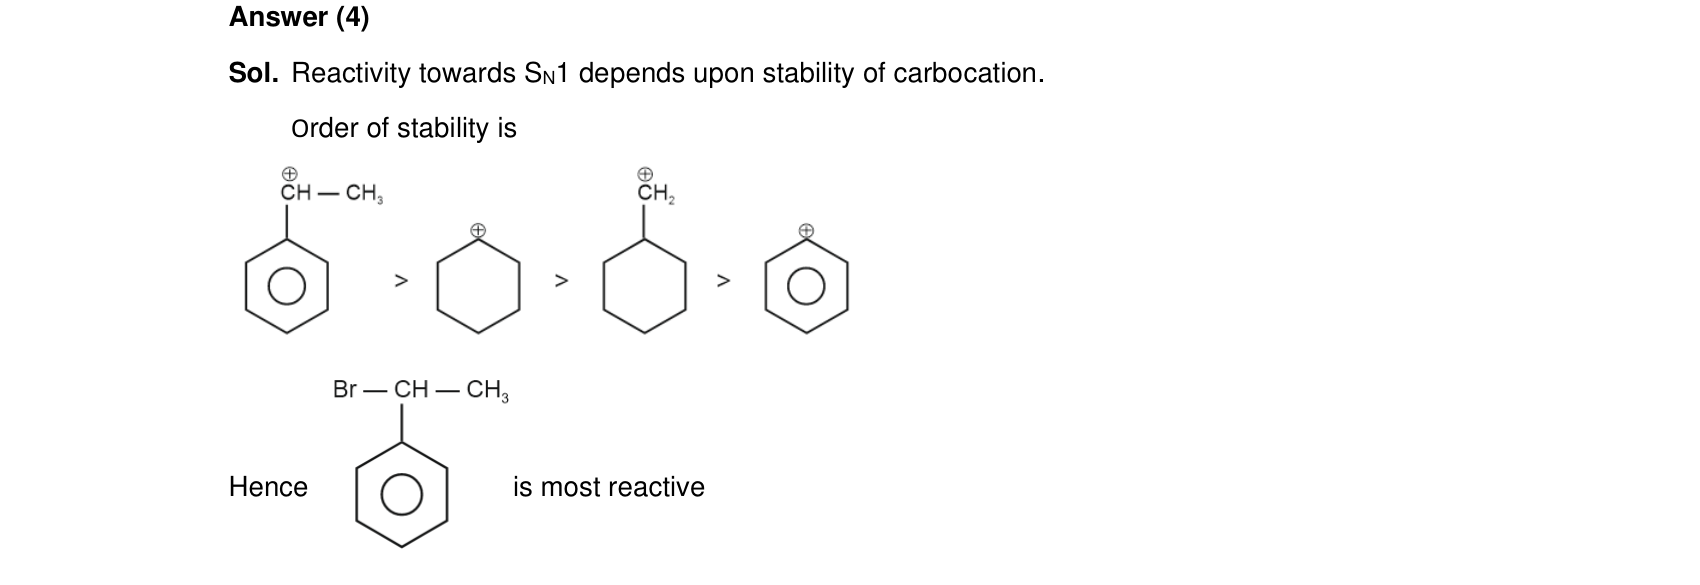 Answer (4)
Sol. Reactivity towards SN1 depends upon stability of carbocation.
Order of stability is
⊕ ⊕
CH — CH₃ CH₂
⊕ ⊕
> > >
Br — CH — CH₃
Hence is most reactive